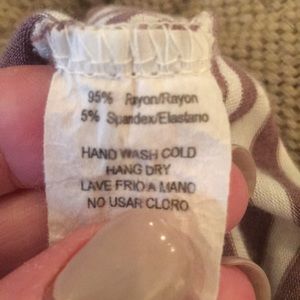 95% Rayon/Rayon
5% Spandex/Elastano
HAND WASH COLD
HANG DRY
LAVE FRIO A MANO
NO USAR CLORO